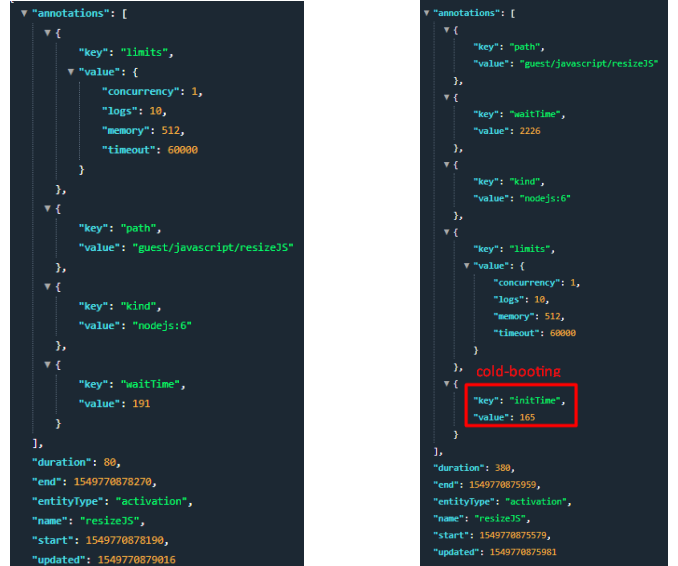 "annotations": [
{
"key": "limits",
"value": {
"concurrency": 1,
"logs": 10,
"memory": 512,
"timeout": 60000
}
},
{
"key": "path",
"value": "guest/javascript/resizeJS"
},
{
"key": "kind",
"value": "nodejs:6"
},
{
"key": "waitTime",
"value": 191
}
],
"duration": 80,
"end": 1549770878270,
"entityType": "activation",
"name": "resizeJS",
"start": 1549770878190,
"updated": 1549770879016
"annotations": [
{
"key": "path",
"value": "guest/javascript/resizeJS"
},
{
"key": "waitTime",
"value": 2226
},
{
"key": "kind",
"value": "nodejs:6"
},
{
"key": "limits",
"value": {
"concurrency": 1,
"logs": 10,
"memory": 512,
"timeout": 60000
}
},
cold-booting
{
"key": "initTime",
"value": 165
}
],
"duration": 380,
"end": 1549770875959,
"entityType": "activation",
"name": "resizeJS",
"start": 1549770875579,
"updated": 1549770875981